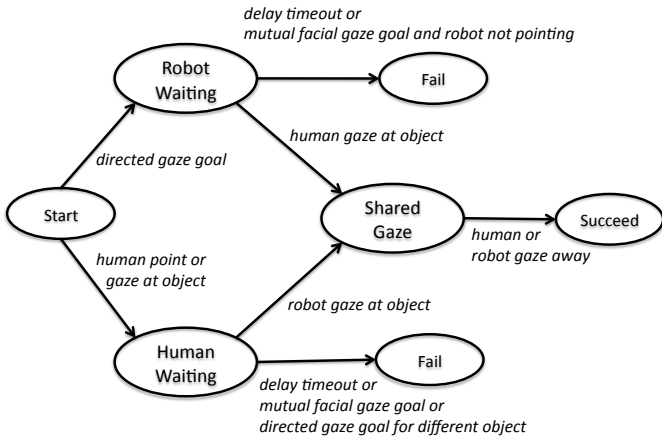 delay timeout or
mutual facial gaze goal and robot not pointing
Robot
Waiting
Fail
human gaze at object
directed gaze goal
Start
Shared
Gaze
Succeed
human or
robot gaze away
human point or
gaze at object
robot gaze at object
Human
Waiting
Fail
delay timeout or
mutual facial gaze goal or
directed gaze goal for different object